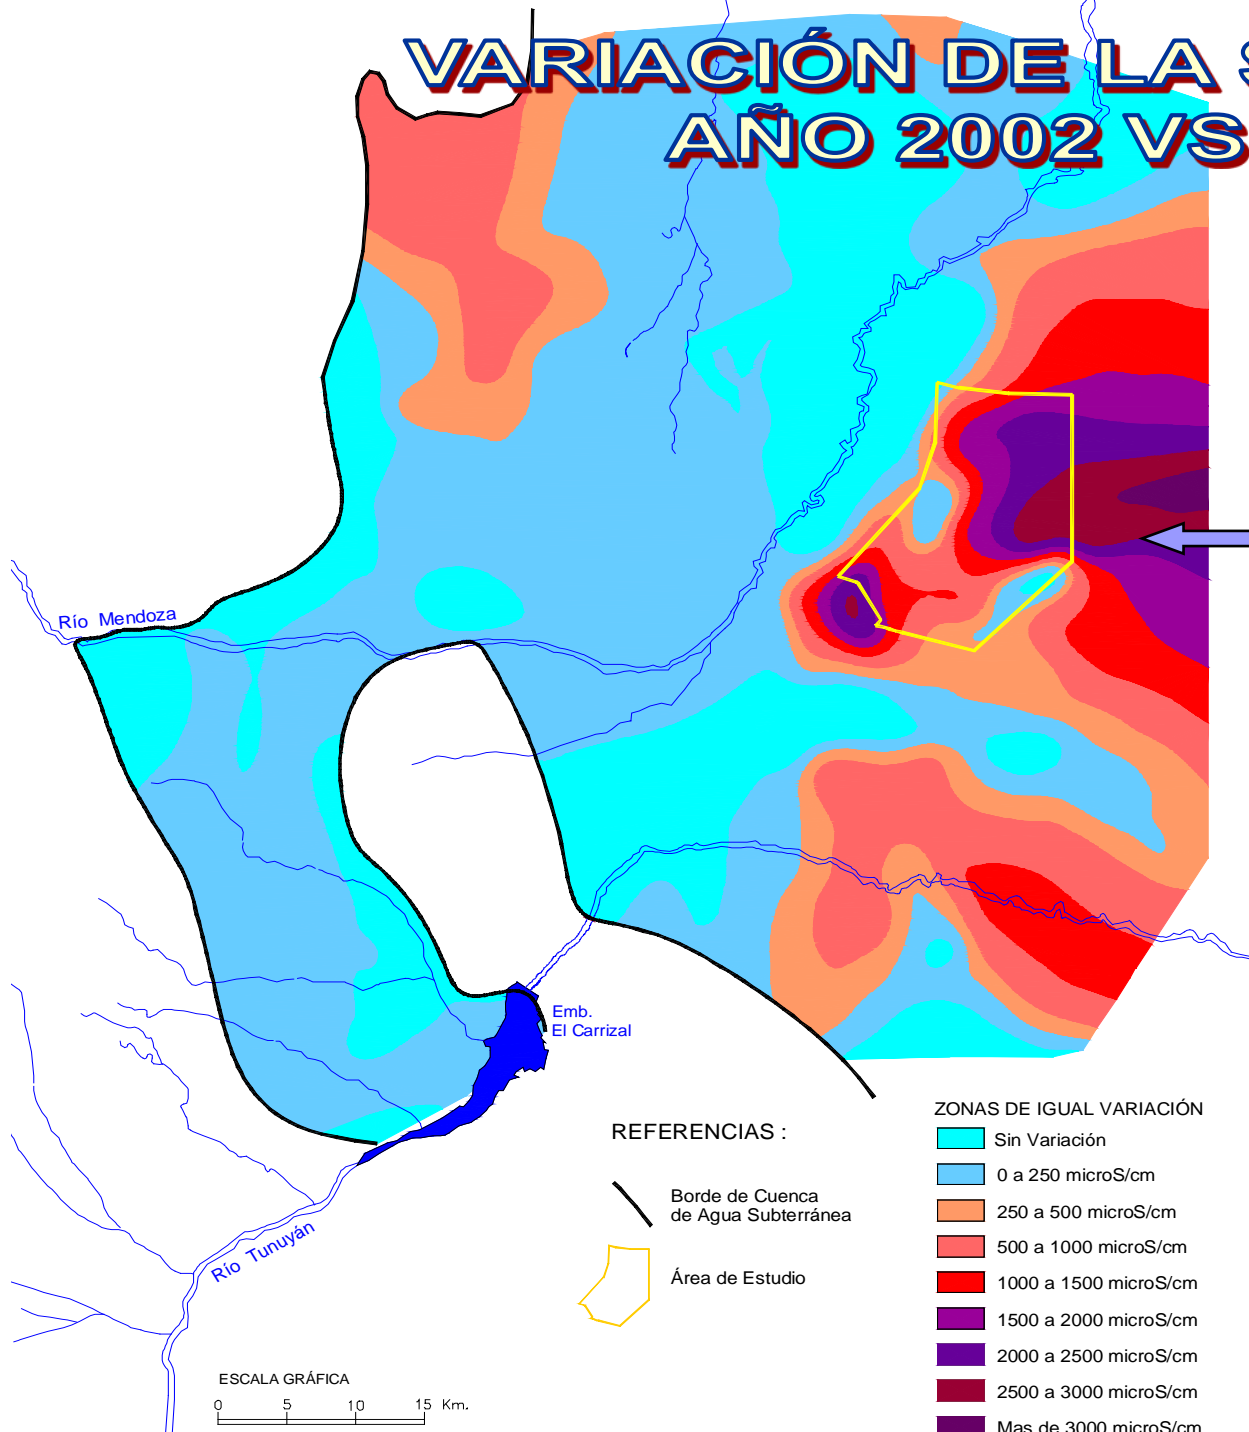 VARIACIÓN DE LA
AÑO 2002 VS
Río Mendoza
Emb.
El Carrizal
Río Tunuyán
REFERENCIAS :
Borde de Cuenca
de Agua Subterránea
Área de Estudio
ESCALA GRÁFICA
0 5 10 15 Km.
ZONAS DE IGUAL VARIACIÓN
Sin Variación
0 a 250 microS/cm
250 a 500 microS/cm
500 a 1000 microS/cm
1000 a 1500 microS/cm
1500 a 2000 microS/cm
2000 a 2500 microS/cm
2500 a 3000 microS/cm
Mas de 3000 microS/cm